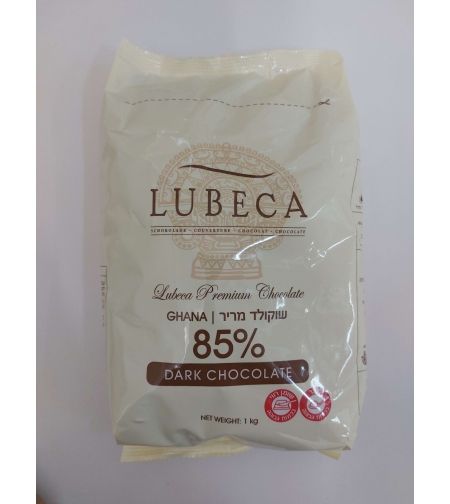 LUBECA
SCHOKOLADE - COUVERTURE - CHOCOLAT - CHOCOLATE
Lubeca Premium Chocolate
GHANA | שוקולד מריר
85%
DARK CHOCOLATE
NET WEIGHT: 1 kg